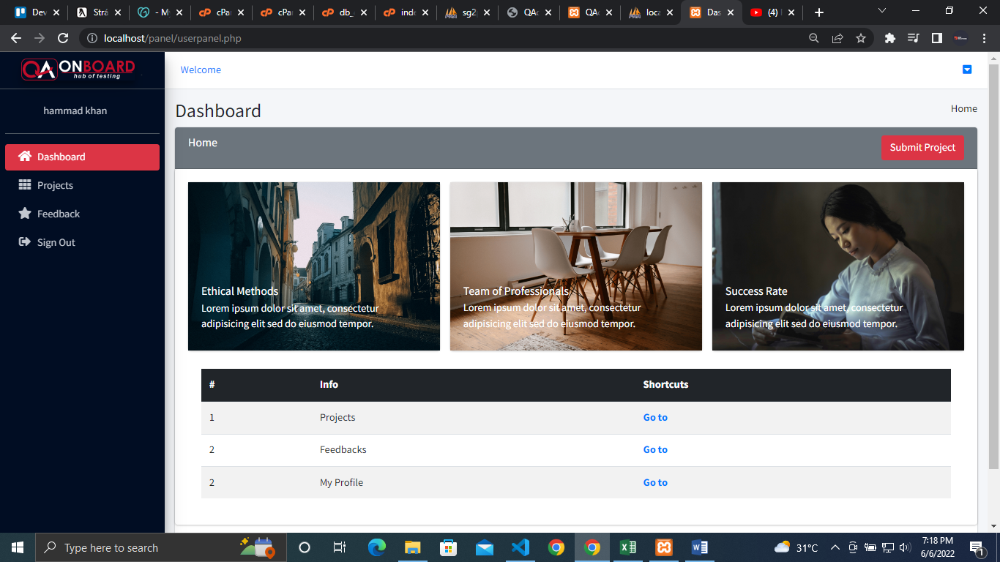 Dev
Strá
- My
cPa
cPa
db_
ind
sg2
QA
QA
loca
Das
(4)
localhost/panel/userpanel.php
QA ONBOARD
hub of testing
Welcome
hammad khan
Dashboard
Home
Home
Submit Project
Dashboard
Projects
Feedback
Sign Out
Ethical Methods
Lorem ipsum dolor sit amet, consectetur
adipisicing elit sed do eiusmod tempor.
Team of Professionals
Lorem ipsum dolor sit amet, consectetur
adipisicing elit sed do eiusmod tempor.
Success Rate
Lorem ipsum dolor sit amet, consectetur
adipisicing elit sed do eiusmod tempor.
# Info Shortcuts
1 Projects Go to
2 Feedbacks Go to
2 My Profile Go to
Type here to search
31°C
7:18 PM
6/6/2022
1